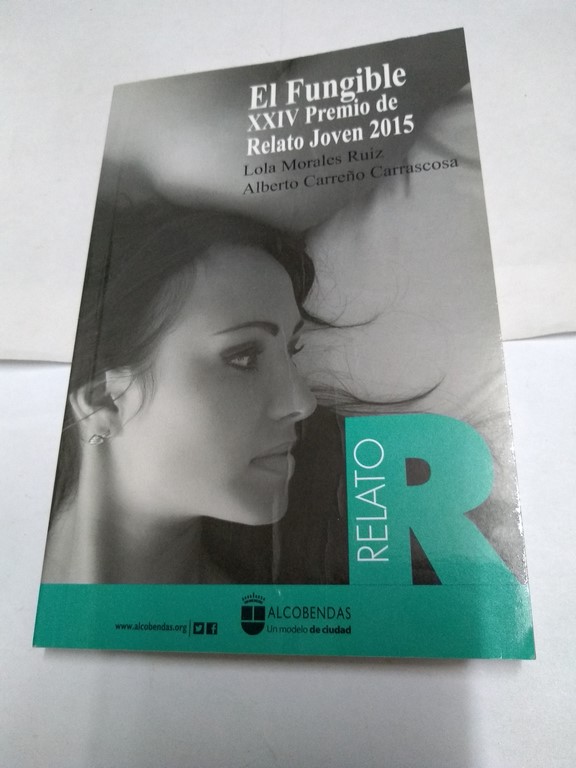 El Fungible
XXIV Premio de
Relato Joven 2015
Lola Morales Ruiz
Alberto Carreño Carrascosa
RELATO
R
www.alcobendas.org
ALCOBENDAS
Un modelo de ciudad